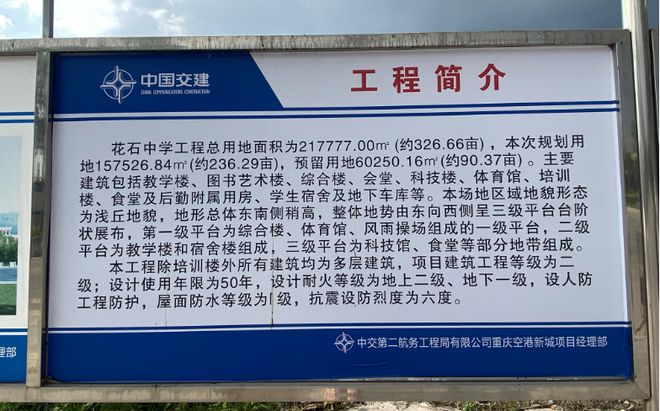 中国交建
CHINA COMMUNICATIONS CONSTRUCTION
工程简介
花石中学工程总用地面积为217777.00㎡(约326.66亩)，本次规划用
地157526.84㎡(约236.29亩)，预留用地60250.16㎡(约90.37亩)。主要
建筑包括教学楼、图书艺术楼、综合楼、会堂、科技楼、体育馆、培训
楼、食堂及后勤附属用房、学生宿舍及地下车库等。本场地区域地貌形态
为浅丘地貌，地形总体东南侧稍高，整体地势由东向西侧呈三级平台台阶
状展布，第一级平台为综合楼、体育馆、风雨操场组成的一级平台，二级
平台为教学楼和宿舍楼组成，三级平台为科技馆、食堂等部分地带组成。
本工程除培训楼外所有建筑均为多层建筑，项目建筑工程等级为二
级；设计使用年限为50年，设计耐火等级为地上二级、地下一级，设人防
工程防护，屋面防水等级为I级，抗震设防烈度为六度。
中交第二航务工程局有限公司重庆空港新城项目经理部
理部